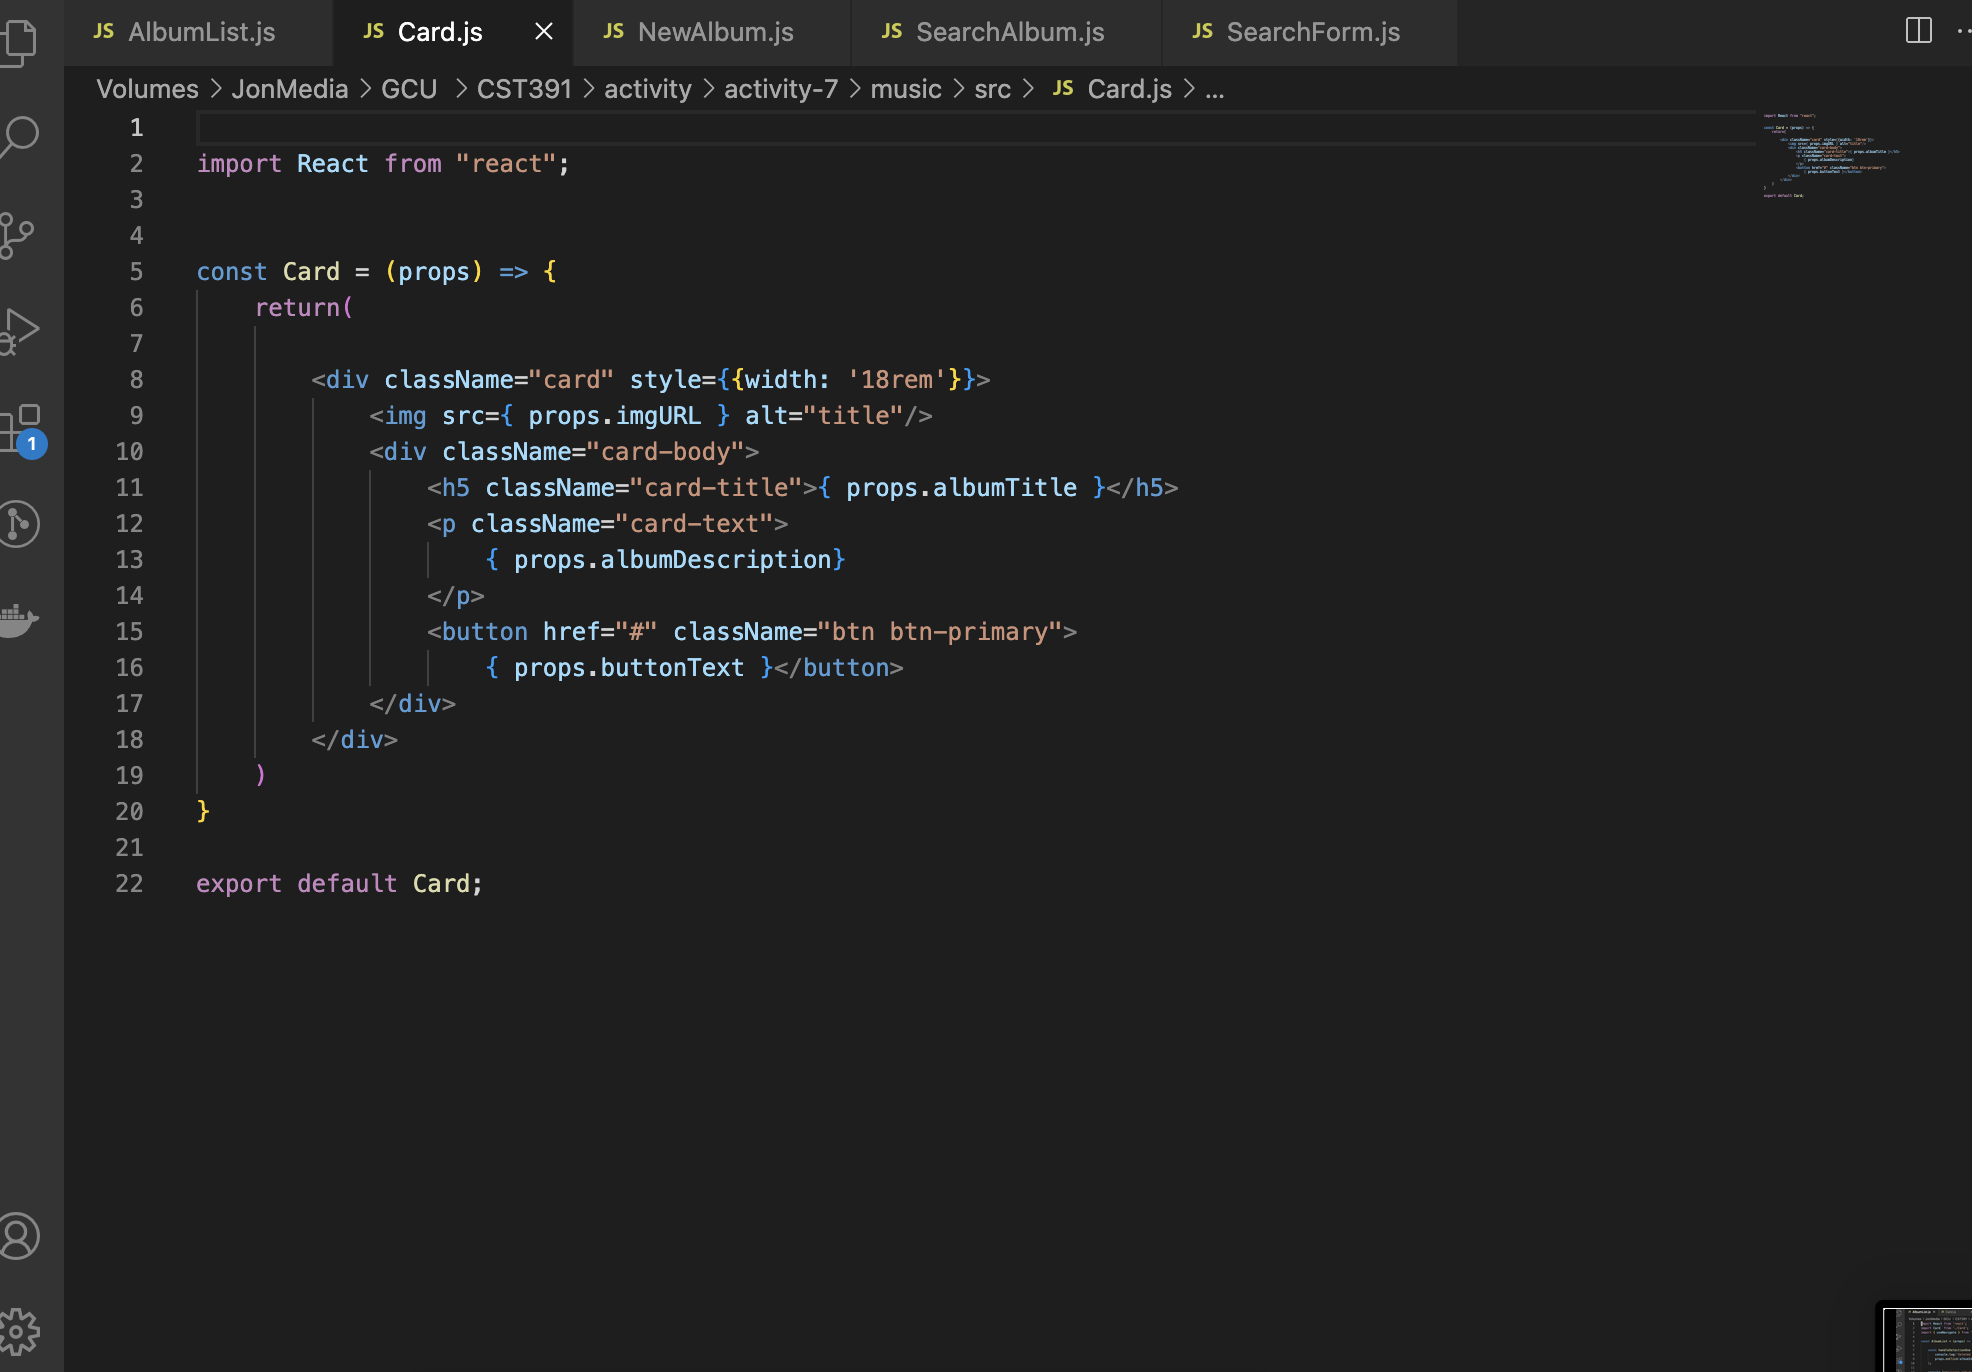 JS AlbumList.js JS Card.js JS NewAlbum.js JS SearchAlbum.js JS SearchForm.js
Volumes > JonMedia > GCU > CST391 > activity > activity-7 > music > src > JS Card.js > ...
1
2 import React from "react";
3
4
5 const Card = (props) => {
6 return(
7
8 <div className="card" style={{width: '18rem'}}>
9 <img src={ props.imgURL } alt="title"/>
10 <div className="card-body">
11 <h5 className="card-title">{ props.albumTitle }</h5>
12 <p className="card-text">
13 { props.albumDescription}
14 </p>
15 <button href="#" className="btn btn-primary">
16 { props.buttonText }</button>
17 </div>
18 </div>
19 )
20 }
21
22 export default Card;
1